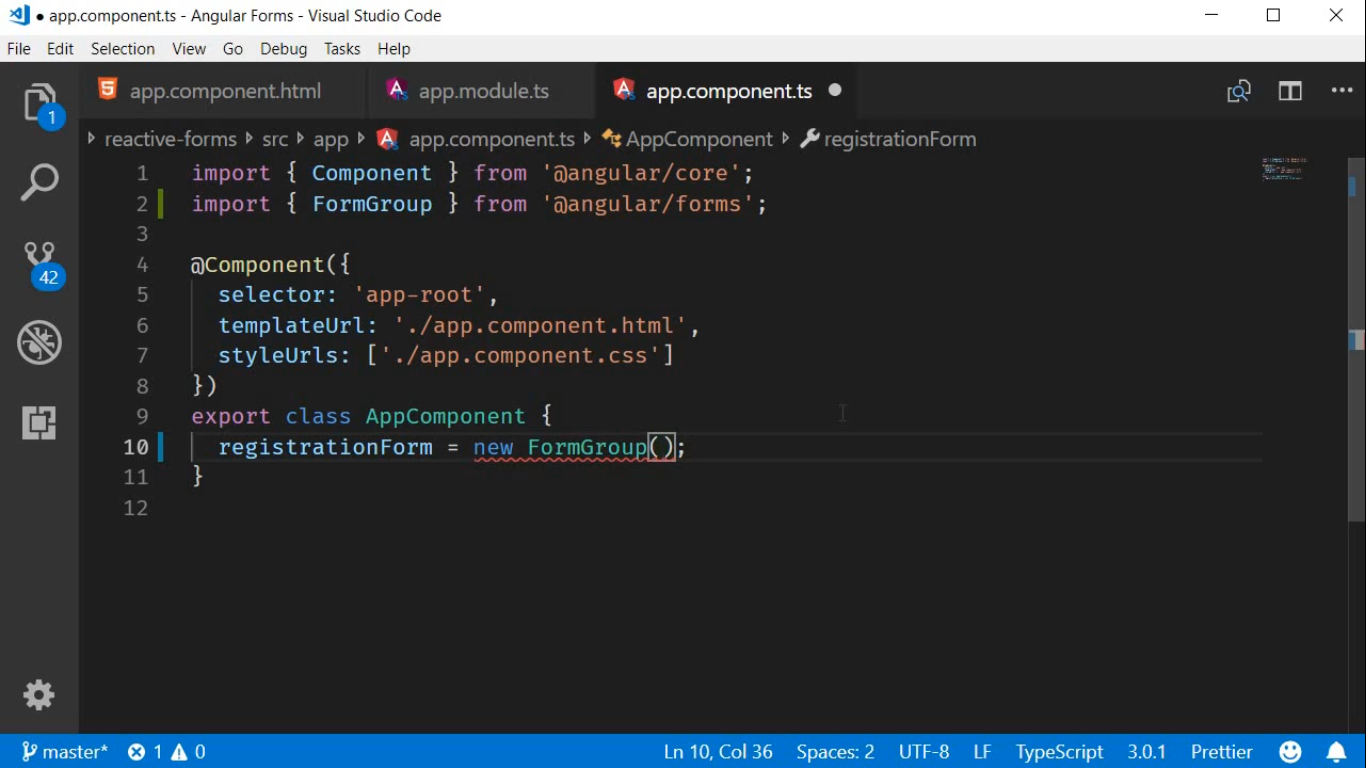 app.component.ts - Angular Forms - Visual Studio Code
File Edit Selection View Go Debug Tasks Help
app.component.html app.module.ts app.component.ts
1
reactive-forms src app app.component.ts AppComponent registrationForm
1 import { Component } from '@angular/core';
2 import { FormGroup } from '@angular/forms';
3
4 @Component({
42
5 selector: 'app-root',
6 templateUrl: './app.component.html',
7 styleUrls: ['./app.component.css']
8 })
9 export class AppComponent {
10 registrationForm = new FormGroup();
11 }
12
master* 1 0 Ln 10, Col 36 Spaces: 2 UTF-8 LF TypeScript 3.0.1 Prettier